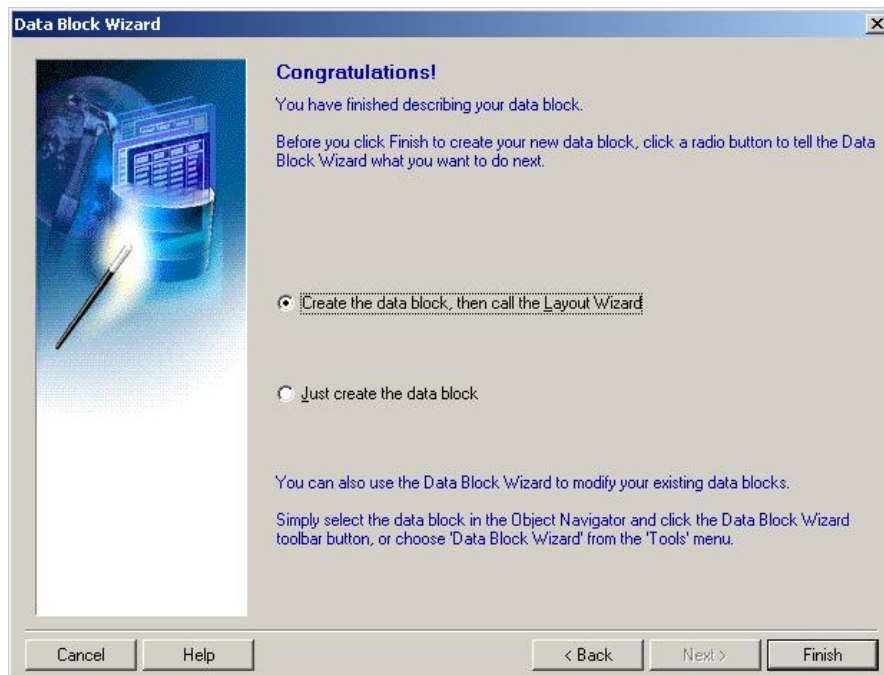 Data Block Wizard
Congratulations!
You have finished describing your data block.
Before you click Finish to create your new data block, click a radio button to tell the Data
Block Wizard what you want to do next.
Create the data block, then call the Layout Wizard
Just create the data block
You can also use the Data Block Wizard to modify your existing data blocks.
Simply select the data block in the Object Navigator and click the Data Block Wizard
toolbar button, or choose 'Data Block Wizard' from the 'Tools' menu.
Cancel
Help
< Back
Next >
Finish